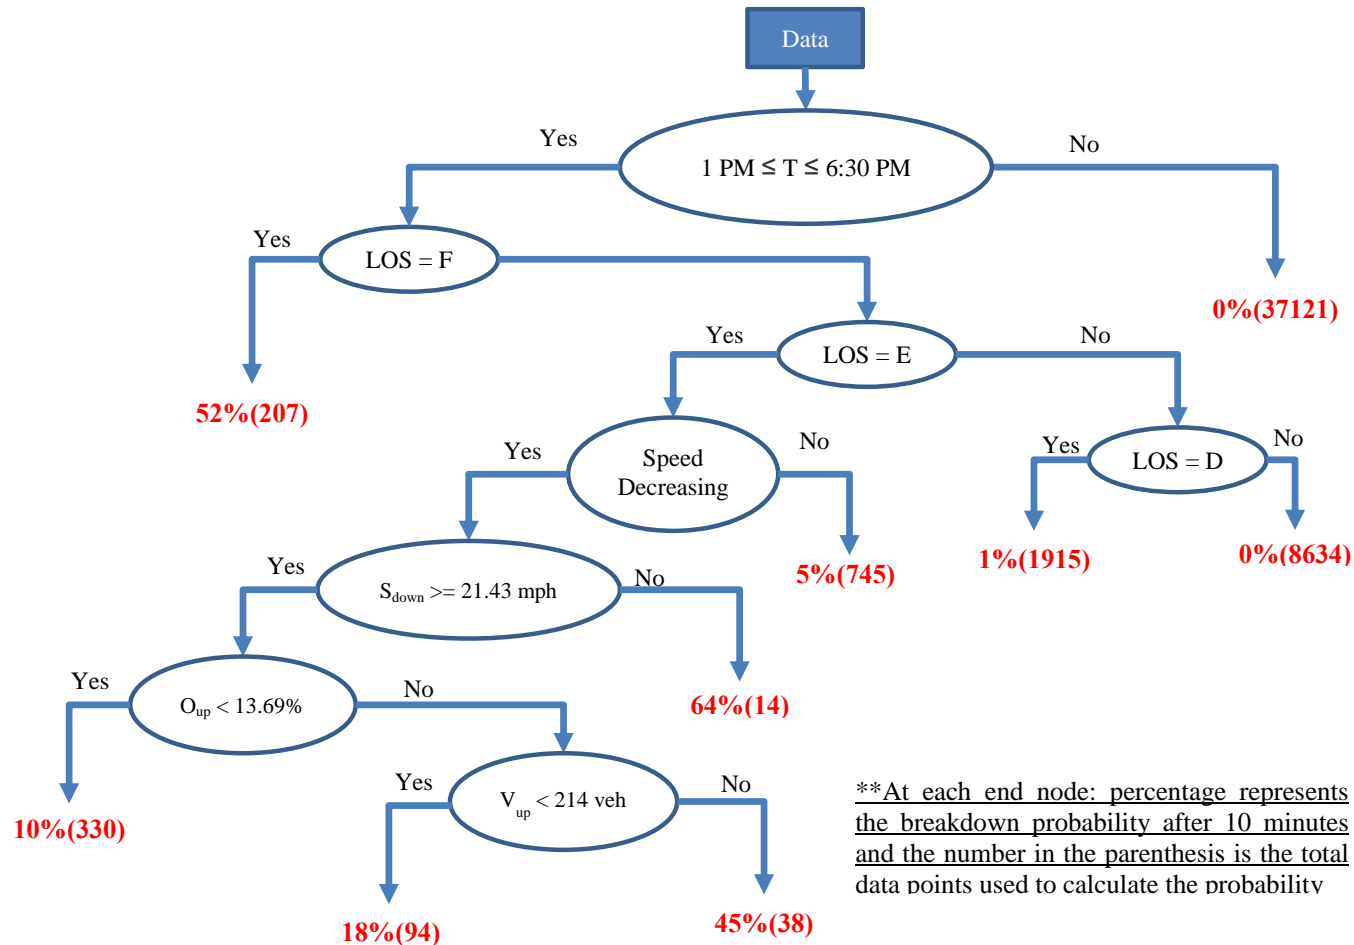 Data
Yes
No
1 PM ≤ T ≤ 6:30 PM
Yes
LOS = F
0%(37121)
Yes
No
LOS = E
52%(207)
Yes
No
Speed
Decreasing
Yes
No
LOS = D
Yes
No
5%(745)
1%(1915)
0%(8634)
S down >= 21.43 mph
Yes
No
O up < 13.69%
64%(14)
Yes
No
V up < 214 veh
10%(330)
18%(94)
45%(38)
**At each end node: percentage represents
the breakdown probability after 10 minutes
and the number in the parenthesis is the total
data points used to calculate the probability